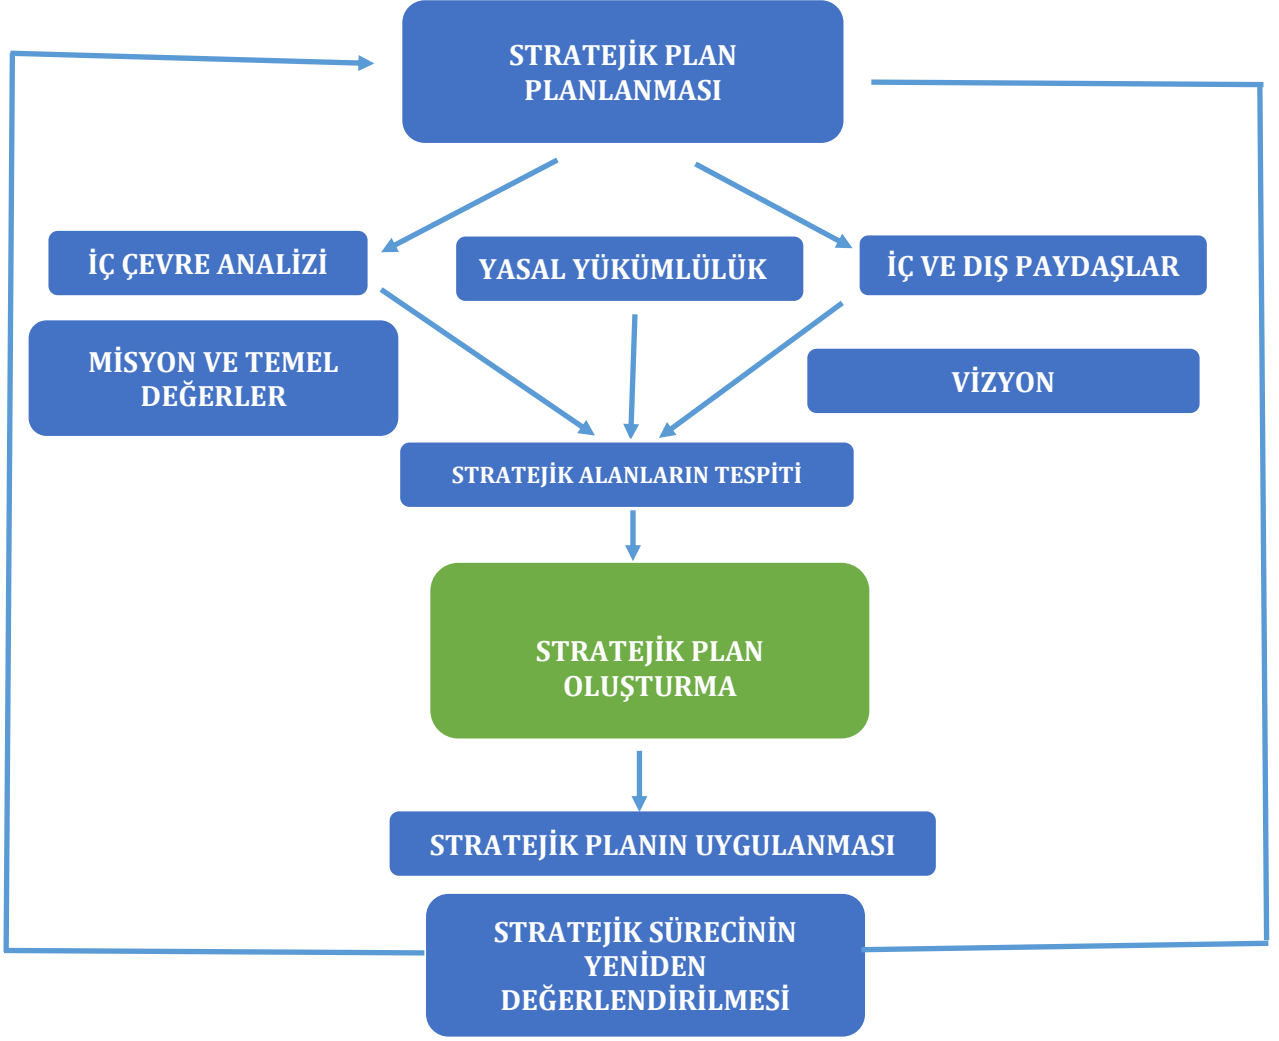 STRATEJİK PLAN
PLANLANMASI
İÇ ÇEVRE ANALİZİ
YASAL YÜKÜMLÜLÜK
İÇ VE DIŞ PAYDAŞLAR
MİSYON VE TEMEL
DEĞERLER
VİZYON
STRATEJİK ALANLARIN TESPİTİ
STRATEJİK PLAN
OLUŞTURMA
STRATEJİK PLANIN UYGULANMASI
STRATEJİK SÜRECİNİN
YENİDEN
DEĞERLENDİRİLMESİ